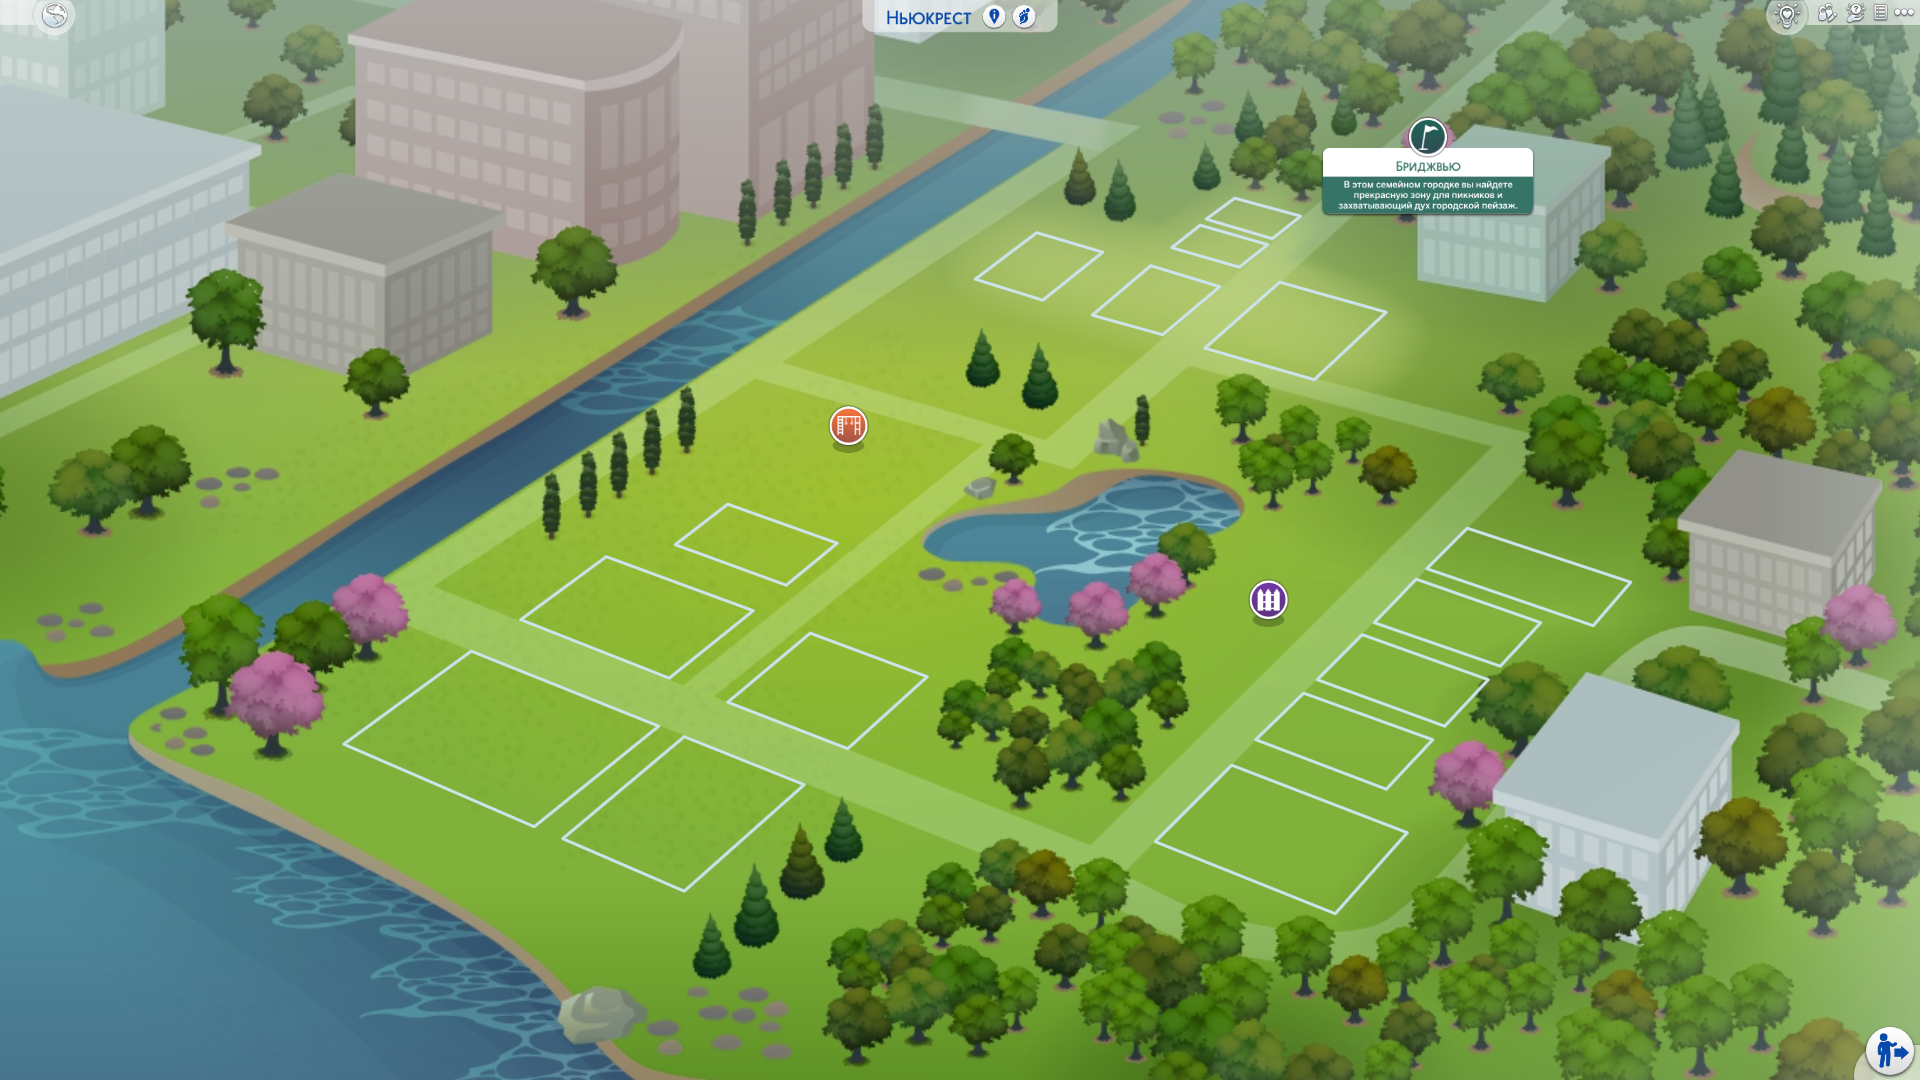 Ньюкрест
Бриджвью
В этом семейном городке вы найдете
прекрасную зону для пикников и
захватывающий дух городской пейзаж.